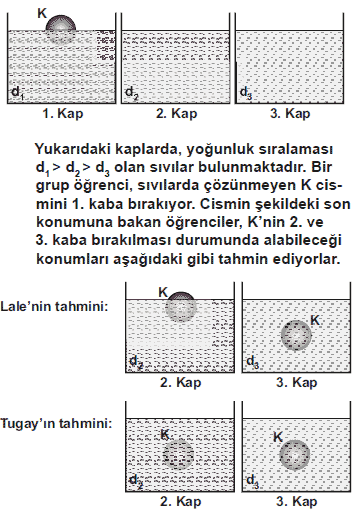 K
d1 d2 d3
1. Kap 2. Kap 3. Kap
Yukarıdaki kaplarda, yoğunluk sıralaması
d1 > d2 > d3 olan sıvılar bulunmaktadır. Bir
grup öğrenci, sıvılarda çözünmeyen K cis-
mini 1. kaba bırakıyor. Cismin şekildeki son
konumuna bakan öğrenciler, K'nin 2. ve
3. kaba bırakılması durumunda alabileceği
konumları aşağıdaki gibi tahmin ediyorlar.
Lale'nin tahmini:
K K
d2 d3
2. Kap 3. Kap
Tugay'ın tahmini:
K K
d2 d3
2. Kap 3. Kap